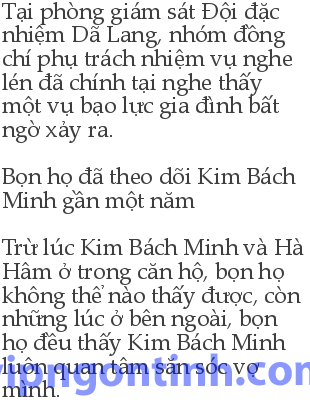 Tại phòng giám sát Đội đặc
nhiệm Dã Lang, nhóm đồng
chí phụ trách nhiệm vụ nghe
lén đã chính tại nghe thấy
một vụ bạo lực gia đình bất
ngờ xảy ra.
Bọn họ đã theo dõi Kim Bách
Minh gần một năm
Trừ lúc Kim Bách Minh và Hà
Hâm ở trong căn hộ, bọn họ
không thể nào thấy được, còn
những lúc ở bên ngoài, bọn
họ đều thấy Kim Bách Minh
luôn quan tâm săn sóc vợ
mình.
vipngontinh.com